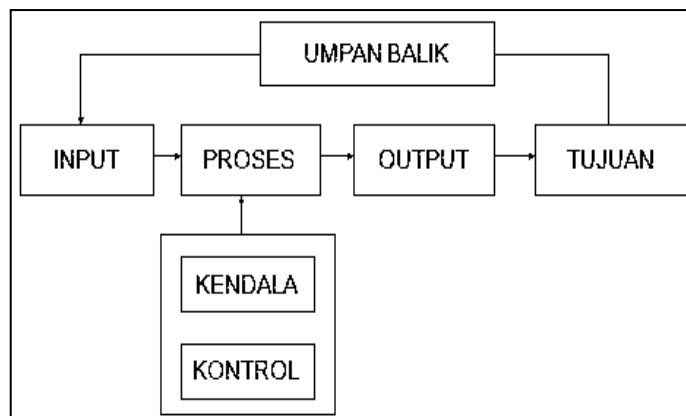 UMPAN BALIK
INPUT
PROSES
OUTPUT
TUJUAN
KENDALA
KONTROL